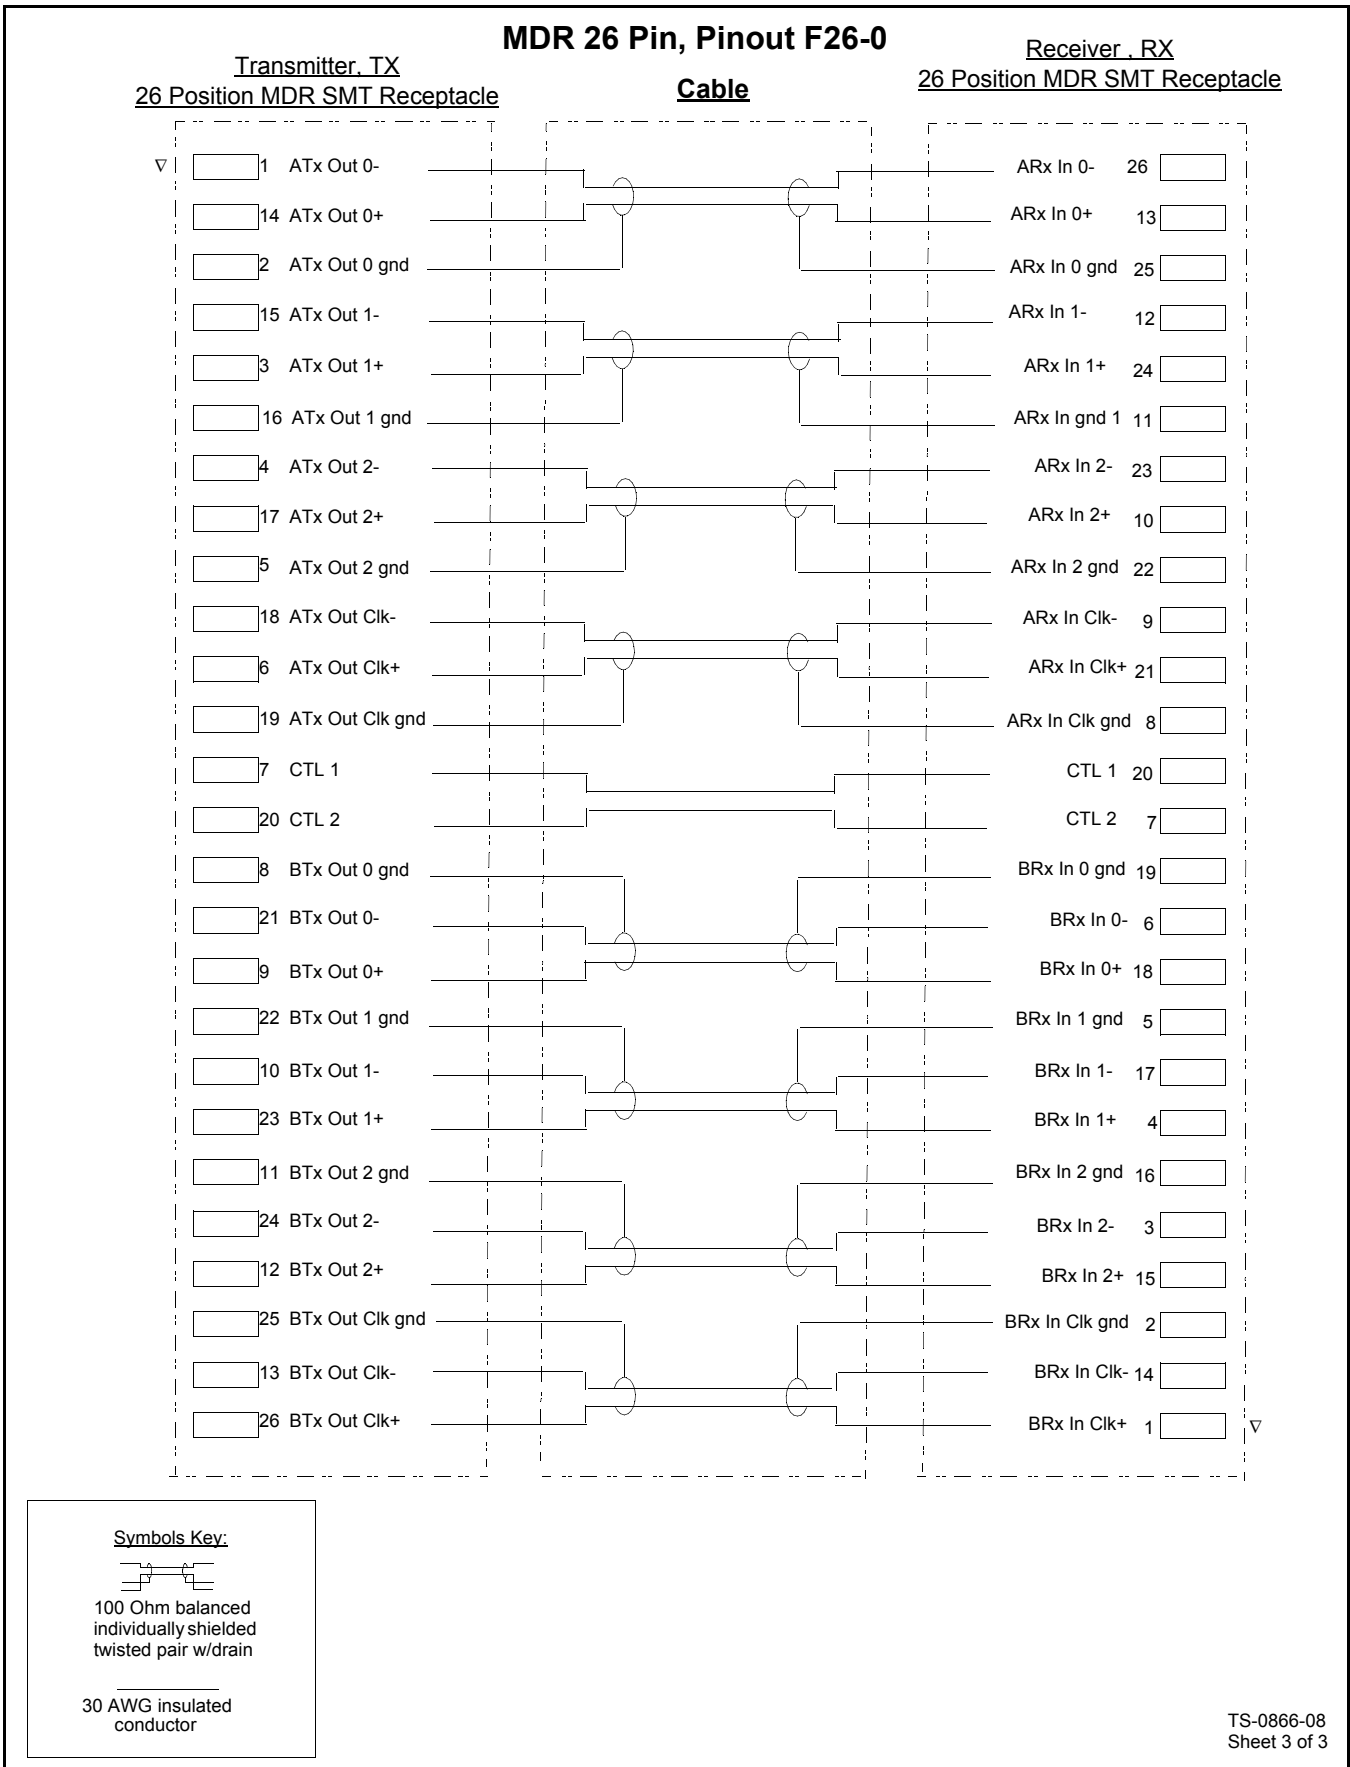 MDR 26 Pin, Pinout F26-0
Transmitter, TX
26 Position MDR SMT Receptacle
Cable
Receiver , RX
26 Position MDR SMT Receptacle
1 ATx Out 0- ARx In 0- 26
14 ATx Out 0+ ARx In 0+ 13
2 ATx Out 0 gnd ARx In 0 gnd 25
15 ATx Out 1- ARx In 1- 12
3 ATx Out 1+ ARx In 1+ 24
16 ATx Out 1 gnd ARx In gnd 1 11
4 ATx Out 2- ARx In 2- 23
17 ATx Out 2+ ARx In 2+ 10
5 ATx Out 2 gnd ARx In 2 gnd 22
18 ATx Out Clk- ARx In Clk- 9
6 ATx Out Clk+ ARx In Clk+ 21
19 ATx Out Clk gnd ARx In Clk gnd 8
7 CTL 1 CTL 1 20
20 CTL 2 CTL 2 7
8 BTx Out 0 gnd BRx In 0 gnd 19
21 BTx Out 0- BRx In 0- 6
9 BTx Out 0+ BRx In 0+ 18
22 BTx Out 1 gnd BRx In 1 gnd 5
10 BTx Out 1- BRx In 1- 17
23 BTx Out 1+ BRx In 1+ 4
11 BTx Out 2 gnd BRx In 2 gnd 16
24 BTx Out 2- BRx In 2- 3
12 BTx Out 2+ BRx In 2+ 15
25 BTx Out Clk gnd BRx In Clk gnd 2
13 BTx Out Clk- BRx In Clk- 14
26 BTx Out Clk+ BRx In Clk+ 1
Symbols Key:
100 Ohm balanced
individually shielded
twisted pair w/drain
30 AWG insulated
conductor
TS-0866-08
Sheet 3 of 3